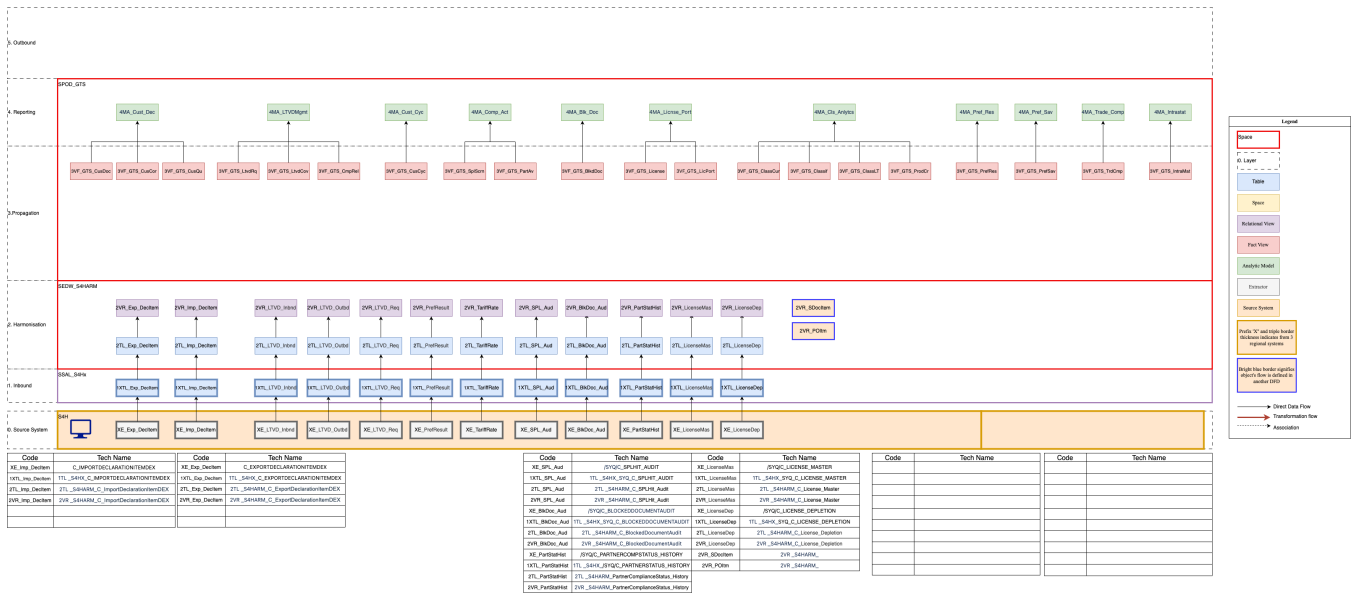 5. Outbound
SPOD_GTS
4. Reporting
4MA_Cust_Dec
4MA_LTVDMgmt
4MA_Cust_Cyc
4MA_Comp_Act
4MA_Blk_Doc
4MA_License_Port
4MA_Cls_Anlytcs
4MA_Pref_Res
4MA_Pref_Sav
4MA_Trade_Comp
4MA_Intrastat
3VF_GTS_CusDoc
3VF_GTS_CusCor
3VF_GTS_CusQu
3VF_GTS_LtvdRq
3VF_GTS_LtvdCov
3VF_GTS_CmpRel
3VF_GTS_CusCyc
3VF_GTS_SplScrn
3VF_GTS_PartAv
3VF_GTS_BlkdDoc
3VF_GTS_License
3VF_GTS_LicPort
3VF_GTS_ClassCur
3VF_GTS_Classif
3VF_GTS_ClassLT
3VF_GTS_ProdCl
3VF_GTS_PrefRes
3VF_GTS_PrefSav
3VF_GTS_TrdCmp
3VF_GTS_IntraMat
3.Propagation
SEDW_S4HARM
2VR_Exp_DecItem
2VR_Imp_DecItem
2VR_LTVD_Inbnd
2VR_LTVD_Outbd
2VR_LTVD_Req
2VR_PrefResult
2VR_TariffRate
2VR_SPL_Aud
2VR_BlkDoc_Aud
2VR_PartStatHist
2VR_LicenseMas
2VR_LicenseDep
2VR_SDocItem
2. Harmonisation
2VR_POItm
2TL_Exp_DecItem
2TL_Imp_DecItem
2TL_LTVD_Inbnd
2TL_LTVD_Outbd
2TL_LTVD_Req
2TL_PrefResult
2TL_TariffRate
2TL_SPL_Aud
2TL_BlkDoc_Aud
2TL_PartStatHist
2TL_LicenseMas
2TL_LicenseDep
SSAL_S4Hx
1. Inbound
1XTL_Exp_DecItem
1XTL_Imp_DecItem
1XTL_LTVD_Inbnd
1XTL_LTVD_Outbd
1XTL_LTVD_Req
1XTL_PrefResult
1XTL_TariffRate
1XTL_SPL_Aud
1XTL_BlkDoc_Aud
1XTL_PartStatHist
1XTL_LicenseMas
1XTL_LicenseDep
S4H
0. Source System
XE_Exp_DecItem
XE_Imp_DecItem
XE_LTVD_Inbnd
XE_LTVD_Outbd
XE_LTVD_Req
XE_PrefResult
XE_TariffRate
XE_SPL_Aud
XE_BlkDoc_Aud
XE_PartStatHist
XE_LicenseMas
XE_LicenseDep
Code Tech Name
XE_Imp_DecItem C_IMPORTDECLARATIONITEMDEX
1XTL_Imp_DecItem 1TL _S4HX_C_IMPORTDECLARATIONITEMDEX
2TL_Imp_DecItem 2TL _S4HARM_C_ImportDeclarationItemDEX
2VR_Imp_DecItem 2VR _S4HARM_C_ImportDeclarationItemDEX
Code Tech Name
XE_Exp_DecItem C_EXPORTDECLARATIONITEMDEX
1XTL_Exp_DecItem 1TL _S4HX_C_EXPORTDECLARATIONITEMDEX
2TL_Exp_DecItem 2TL _S4HARM_C_ExportDeclarationItemDEX
2VR_Exp_DecItem 2VR _S4HARM_C_ExportDeclarationItemDEX
Code Tech Name
XE_SPL_Aud /SYQ/C_SPLHIT_AUDIT
1XTL_SPL_Aud 1TL _S4HX_SYQ_C_SPLHIT_AUDIT
2TL_SPL_Aud 2TL _S4HARM_C_SPLHit_Audit
2VR_SPL_Aud 2VR _S4HARM_C_SPLHit_Audit
XE_BlkDoc_Aud /SYQ/C_BLOCKEDDOCUMENTAUDIT
1XTL_BlkDoc_Aud 1TL _S4HX_SYQ_C_BLOCKEDDOCUMENTAUDIT
2TL_BlkDoc_Aud 2TL _S4HARM_C_BlockedDocumentAudit
2VR_BlkDoc_Aud 2VR _S4HARM_C_BlockedDocumentAudit
XE_PartStatHist /SYQ/C_PARTNERCOMPSTATUS_HISTORY
1XTL_PartStatHist 1TL _S4HX_/SYQ/C_PARTNERSTATUS_HISTORY
2TL_PartStatHist 2TL _S4HARM_PartnerComplianceStatus_History
2VR_PartStatHist 2VR _S4HARM_PartnerComplianceStatus_History
Code Tech Name
XE_LicenseMas /SYQ/C_LICENSE_MASTER
1XTL_LicenseMas 1TL _S4HX_SYQ_C_LICENSE_MASTER
2TL_LicenseMas 2TL _S4HARM_C_License_Master
2VR_LicenseMas 2VR _S4HARM_C_License_Master
XE_LicenseDep /SYQ/C_LICENSE_DEPLETION
1XTL_LicenseDep 1TL _S4HX_SYQ_C_LICENSE_DEPLETION
2TL_LicenseDep 2TL _S4HARM_C_License_Depletion
2VR_LicenseDep 2VR _S4HARM_C_License_Depletion
2VR_SDocItem 2VR _S4HARM_
2VR_POItm 2VR _S4HARM_
Code Tech Name
Code Tech Name
Legend
Space
0. Layer
Table
Space
Relational View
Fact View
Analytic Model
Extractor
Source System
Prefix "X" and triple border
thickness indicates from 3
regional systems
Bright blue border signifies
object's flow is defined in
another DFD
Direct Data Flow
Transformation flow
Association